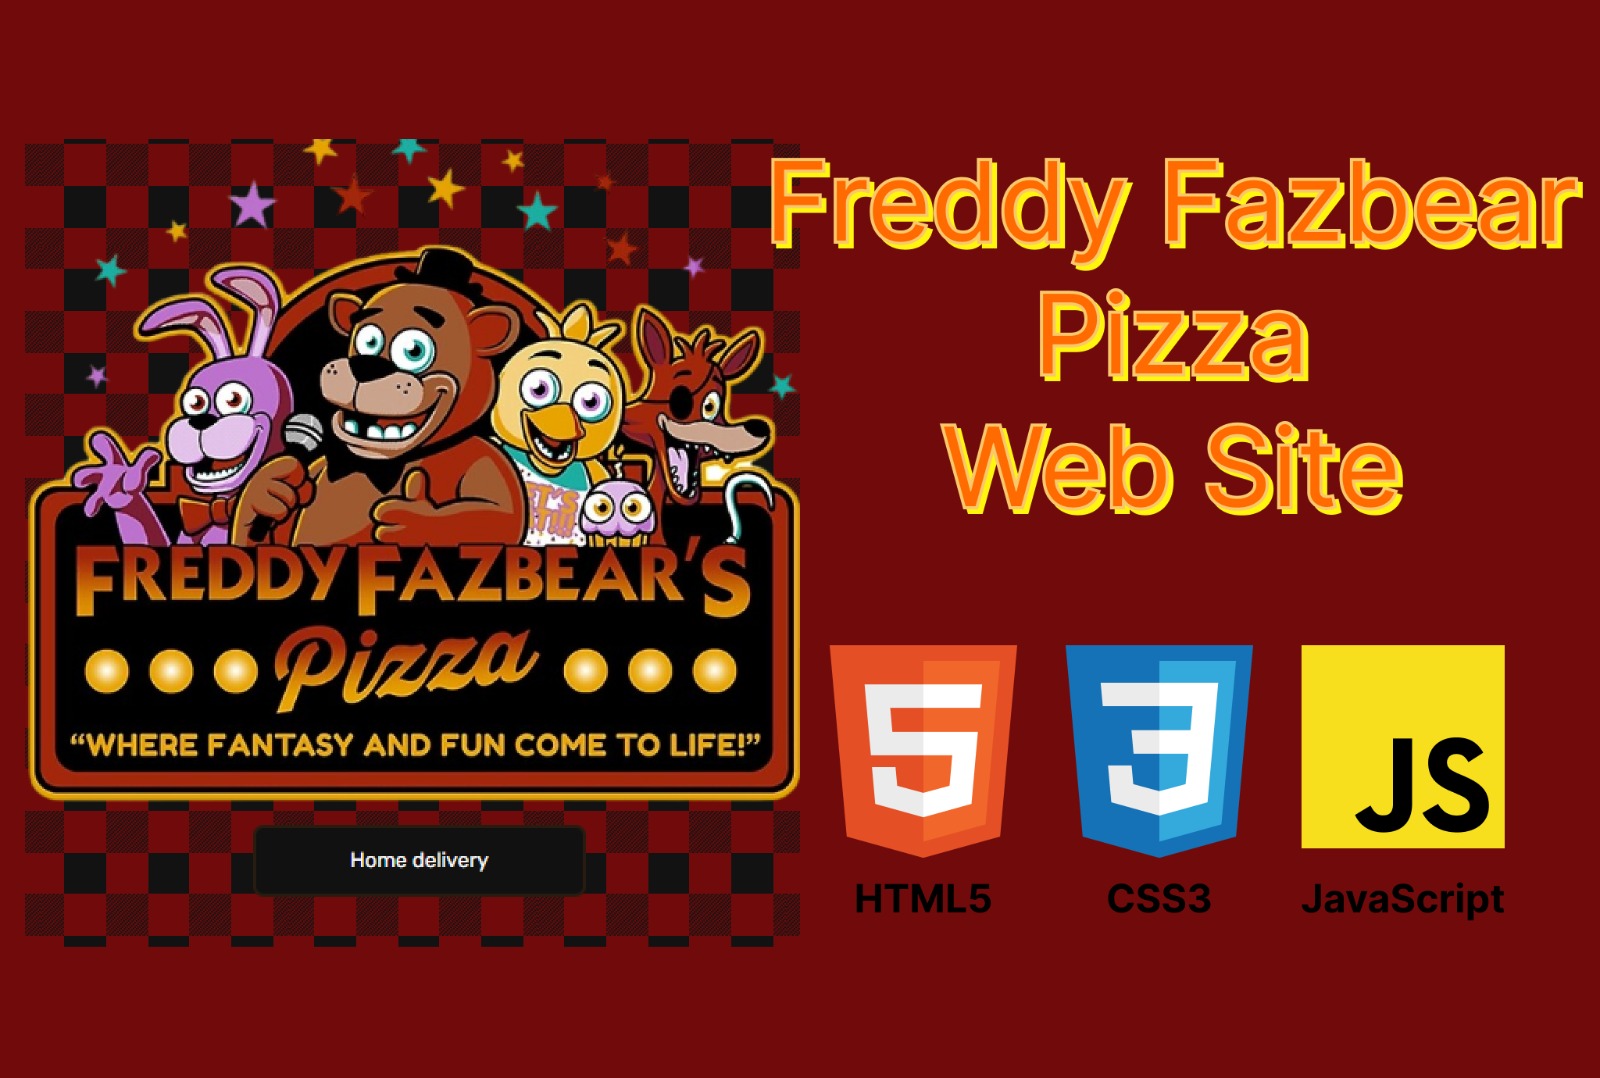 FREDDY FAZBEAR'S
Pizza
“WHERE FANTASY AND FUN COME TO LIFE!”
Home delivery
Freddy Fazbear
Pizza
Web Site
5
3
JS
HTML5
CSS3
JavaScript